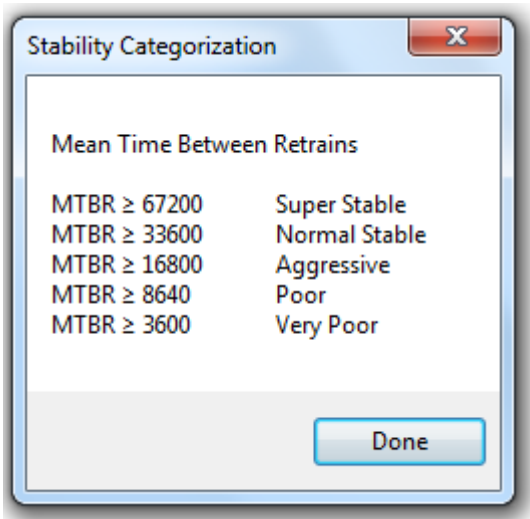 Stability Categorization
Mean Time Between Retrains
MTBR ≥ 67200 Super Stable
MTBR ≥ 33600 Normal Stable
MTBR ≥ 16800 Aggressive
MTBR ≥ 8640 Poor
MTBR ≥ 3600 Very Poor
Done